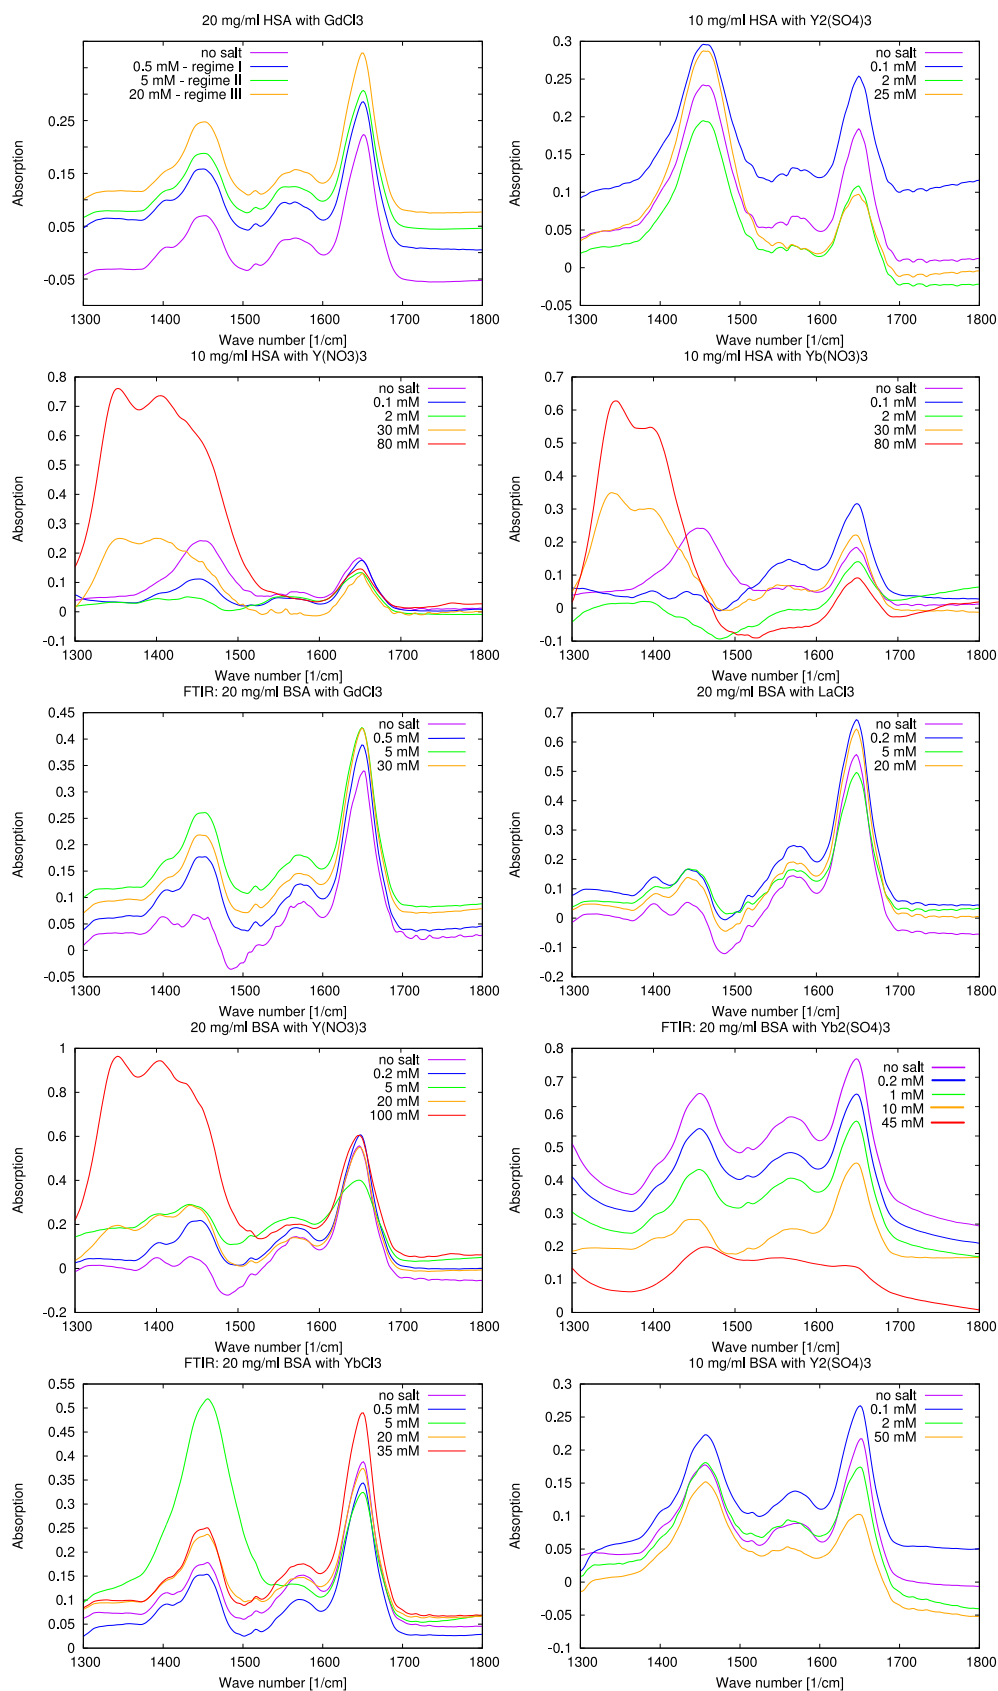 20 mg/ml HSA with GdCl3
no salt
0.5 mM - regime I
5 mM - regime II
20 mM - regime III
0.25
0.15
0.05
-0.05
Absorption
1300 1400 1500 1600 1700 1800
Wave number [1/cm]
10 mg/ml HSA with Y2(SO4)3
no salt
0.1 mM
2 mM
25 mM
0.3
0.25
0.2
0.15
0.1
0.05
0
-0.05
Absorption
1300 1400 1500 1600 1700 1800
Wave number [1/cm]
10 mg/ml HSA with Y(NO3)3
no salt
0.1 mM
2 mM
30 mM
80 mM
0.8
0.7
0.6
0.5
0.4
0.3
0.2
0.1
0
-0.1
Absorption
1300 1400 1500 1600 1700 1800
Wave number [1/cm]
10 mg/ml HSA with Yb(NO3)3
no salt
0.1 mM
2 mM
30 mM
80 mM
0.7
0.6
0.5
0.4
0.3
0.2
0.1
0
-0.1
Absorption
1300 1400 1500 1600 1700 1800
Wave number [1/cm]
FTIR: 20 mg/ml BSA with GdCl3
no salt
0.5 mM
5 mM
30 mM
0.45
0.4
0.35
0.3
0.25
0.2
0.15
0.1
0.05
0
-0.05
Absorption
1300 1400 1500 1600 1700 1800
Wave number [1/cm]
20 mg/ml BSA with LaCl3
no salt
0.2 mM
5 mM
20 mM
0.7
0.6
0.5
0.4
0.3
0.2
0.1
0
-0.1
-0.2
Absorption
1300 1400 1500 1600 1700 1800
Wave number [1/cm]
20 mg/ml BSA with Y(NO3)3
no salt
0.2 mM
5 mM
20 mM
100 mM
1
0.8
0.6
0.4
0.2
0
-0.2
Absorption
1300 1400 1500 1600 1700 1800
Wave number [1/cm]
FTIR: 20 mg/ml BSA with Yb2(SO4)3
no salt
0.2 mM
1 mM
10 mM
45 mM
0.8
0.7
0.6
0.5
0.4
0.3
0.2
0.1
0
Absorption
1300 1400 1500 1600 1700 1800
Wave number [1/cm]
FTIR: 20 mg/ml BSA with YbCl3
no salt
0.5 mM
5 mM
20 mM
35 mM
0.55
0.5
0.45
0.4
0.35
0.3
0.25
0.2
0.15
0.1
0.05
0
Absorption
1300 1400 1500 1600 1700 1800
Wave number [1/cm]
10 mg/ml BSA with Y2(SO4)3
no salt
0.1 mM
2 mM
50 mM
0.3
0.25
0.2
0.15
0.1
0.05
0
-0.05
-0.1
Absorption
1300 1400 1500 1600 1700 1800
Wave number [1/cm]